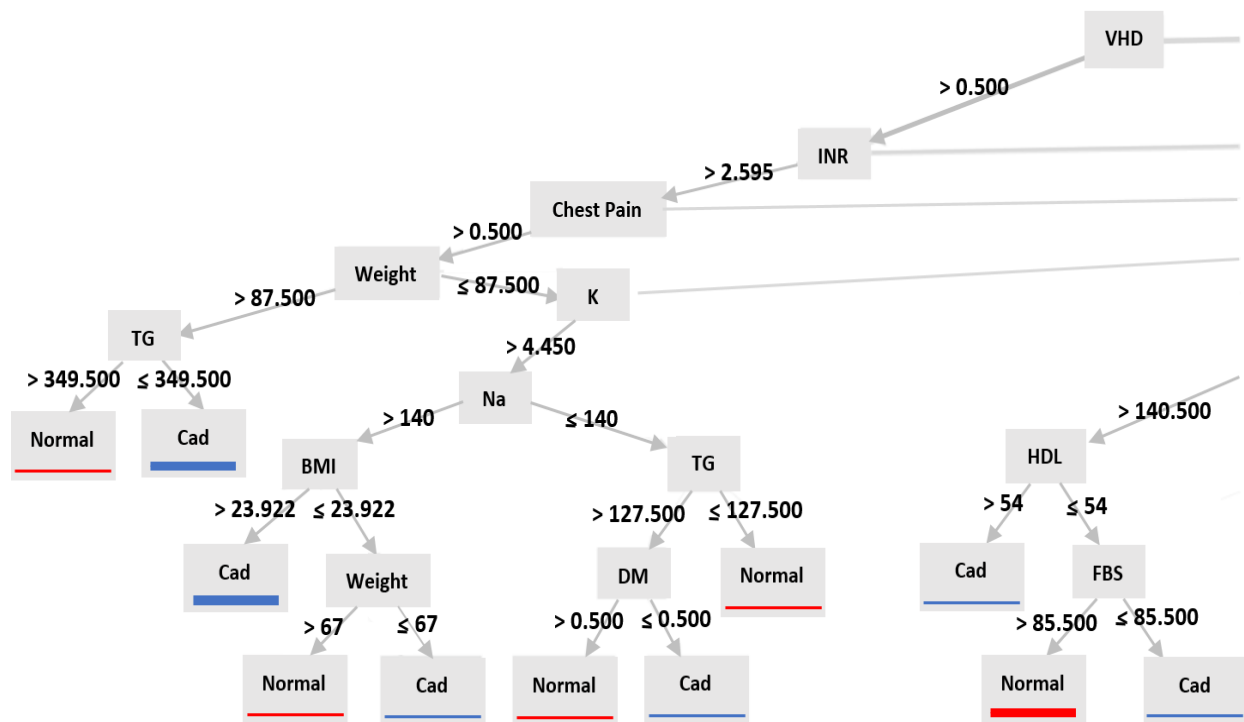 VHD
> 0.500
INR
> 2.595
Chest Pain
> 0.500
Weight
≤ 87.500
K
> 87.500
TG
> 4.450
> 349.500
≤ 349.500
Na
Normal
Cad
> 140
≤ 140
> 140.500
BMI
TG
HDL
> 23.922
≤ 23.922
> 127.500
≤ 127.500
> 54
≤ 54
Cad
Weight
DM
Normal
Cad
FBS
> 67
≤ 67
> 0.500
≤ 0.500
> 85.500
≤ 85.500
Normal
Cad
Normal
Cad
Normal
Cad